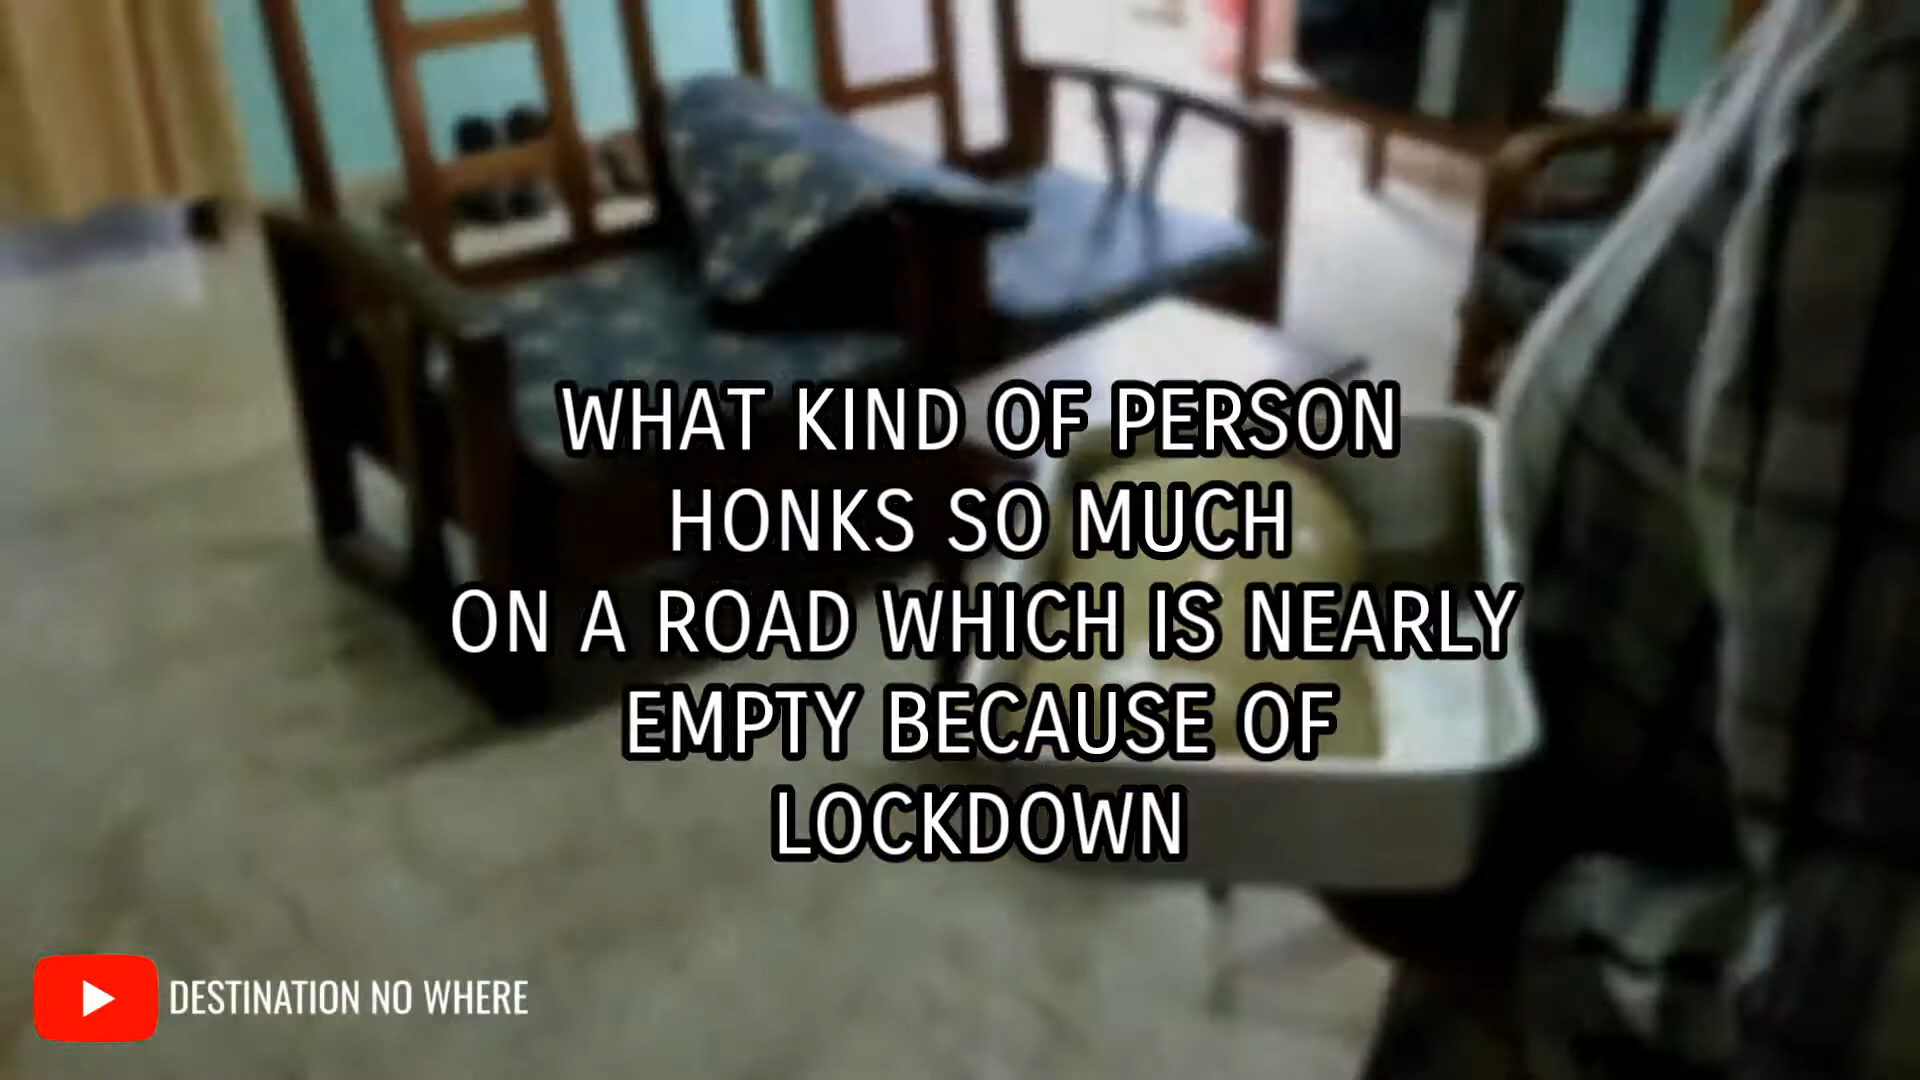 WHAT KIND OF PERSON
HONKS SO MUCH
ON A ROAD WHICH IS NEARLY
EMPTY BECAUSE OF
LOCKDOWN
DESTINATION NO WHERE